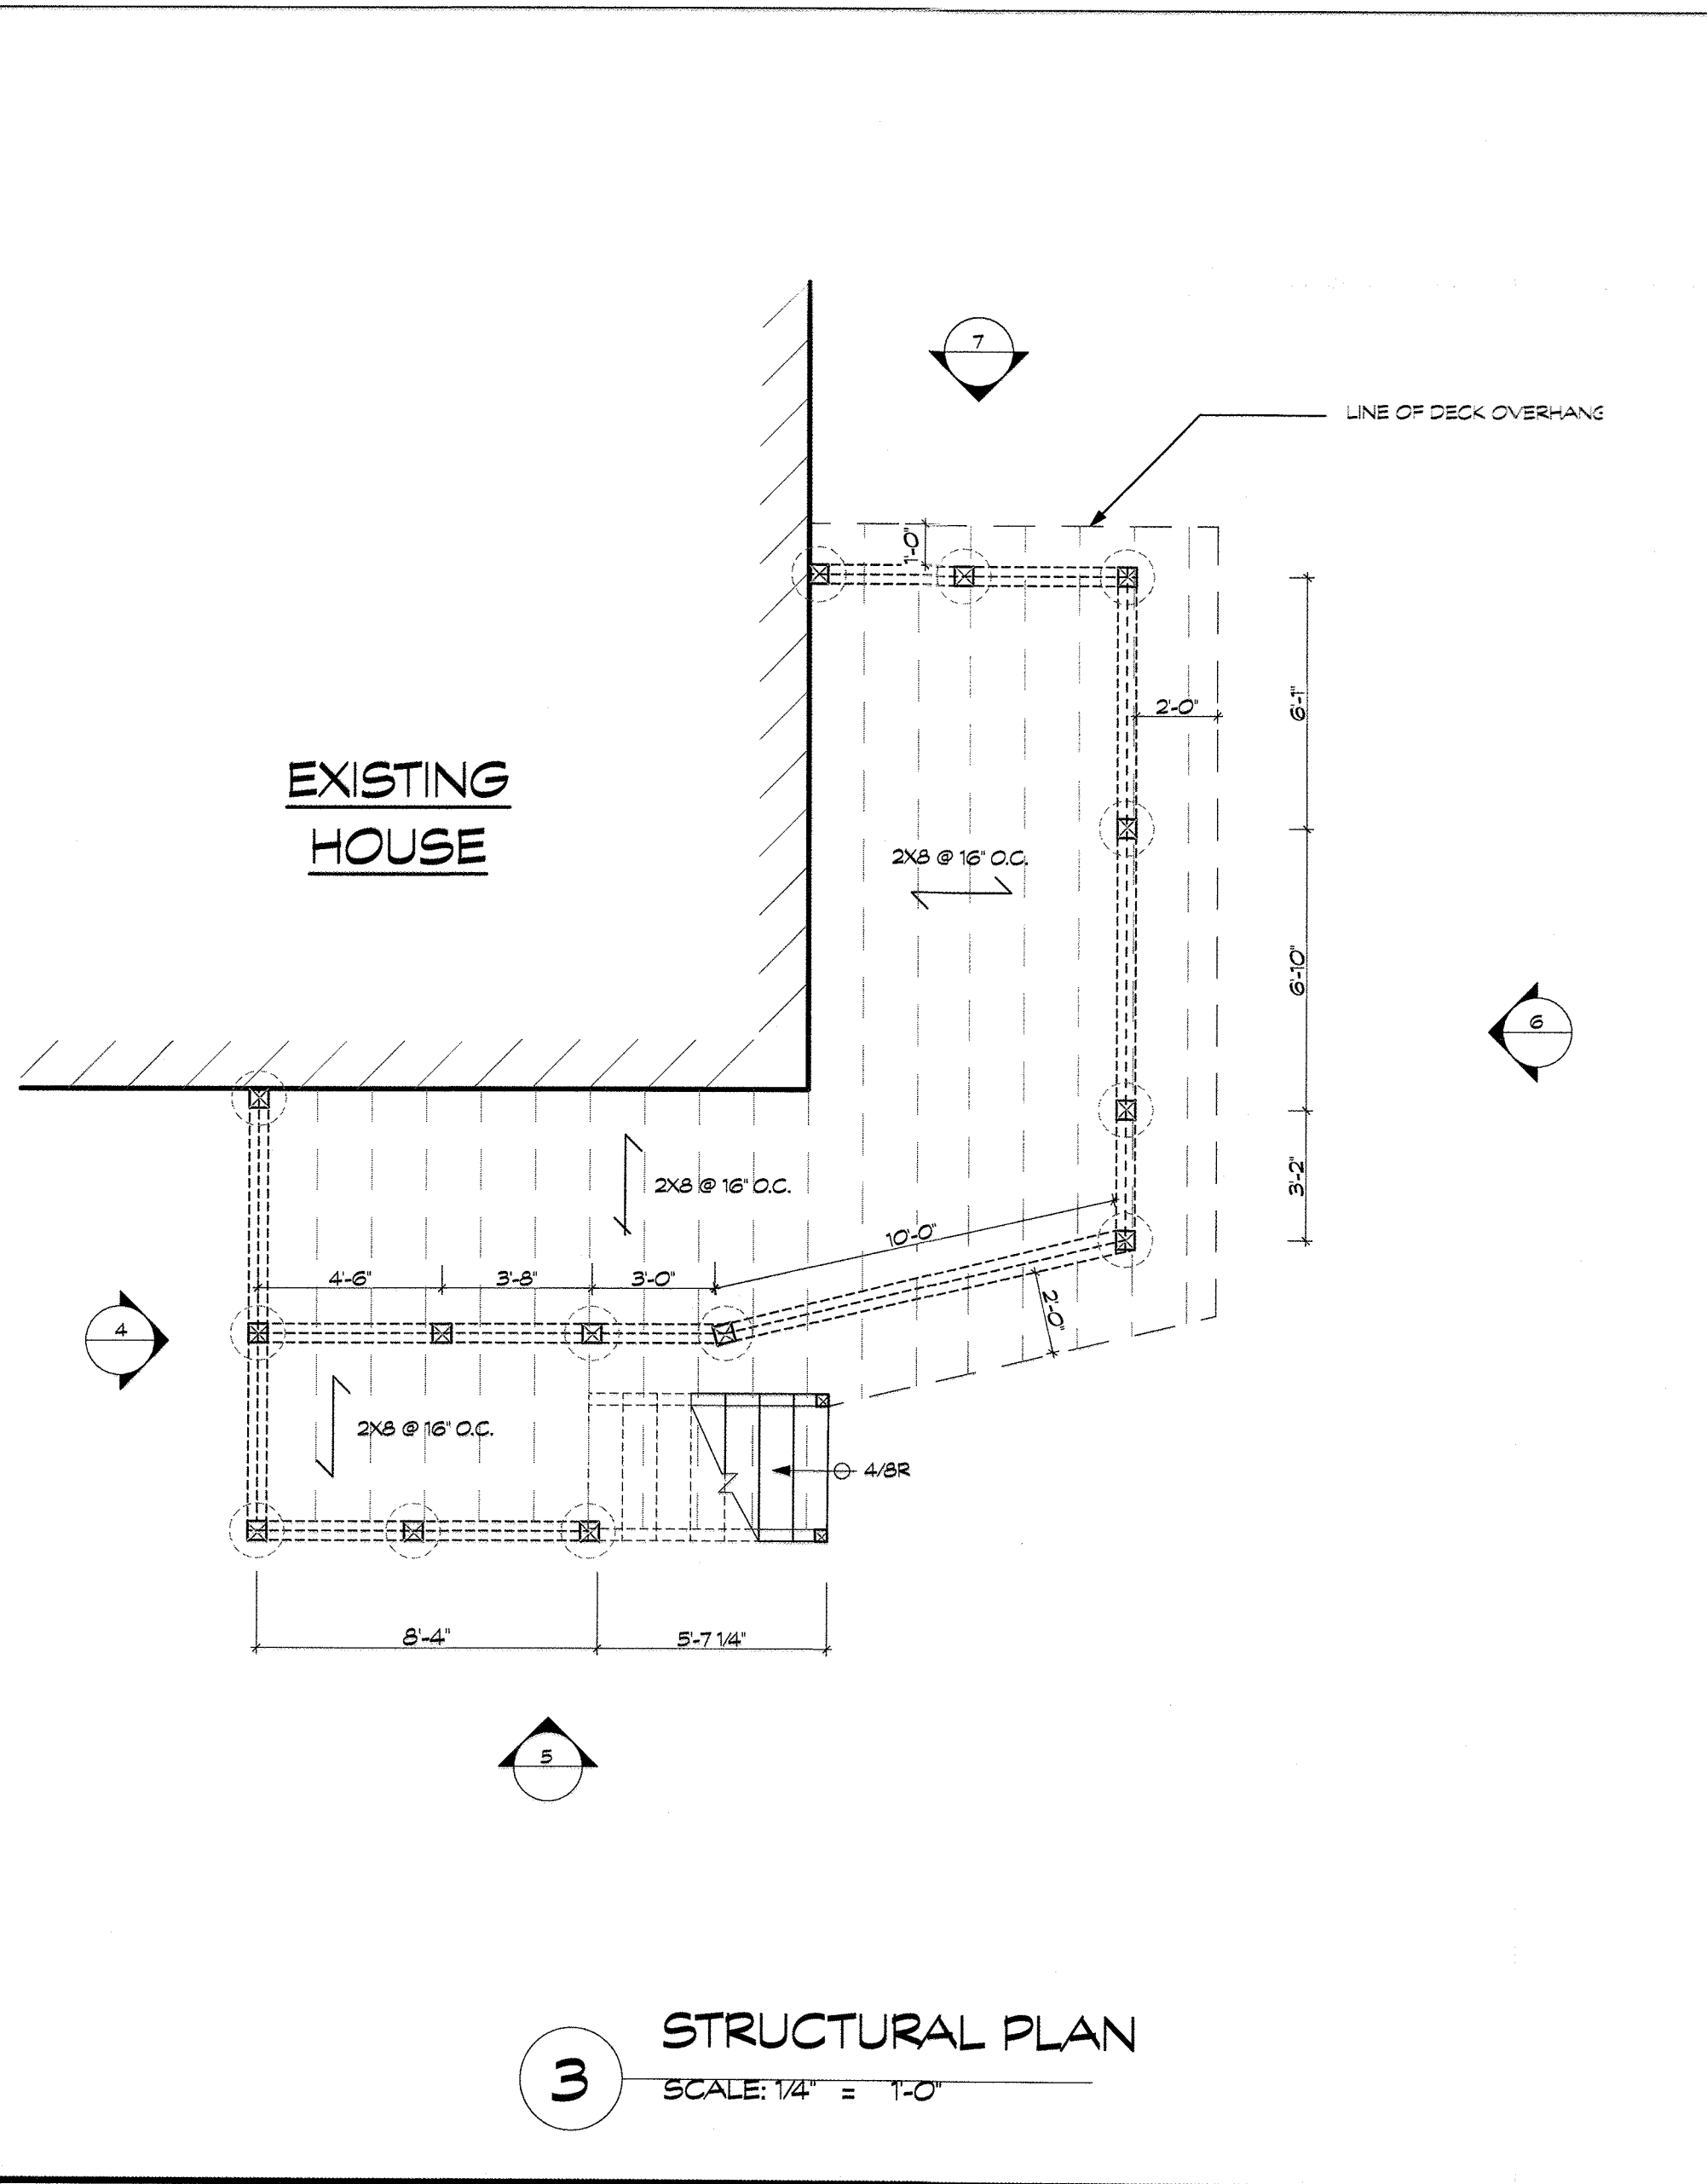 7
LINE OF DECK OVERHANG
1'-0"
2'-0"
6'-1"
EXISTING
HOUSE
2X8 @ 16" O.C.
6'-10"
6
2X8 @ 16" O.C.
3'-2"
10'-0"
4'-6"
3'-8"
3'-0"
2'-0"
4
2X8 @ 16" O.C.
4/8R
8'-4"
5'-7 1/4"
5
STRUCTURAL PLAN
3
SCALE: 1/4" = 1'-0"